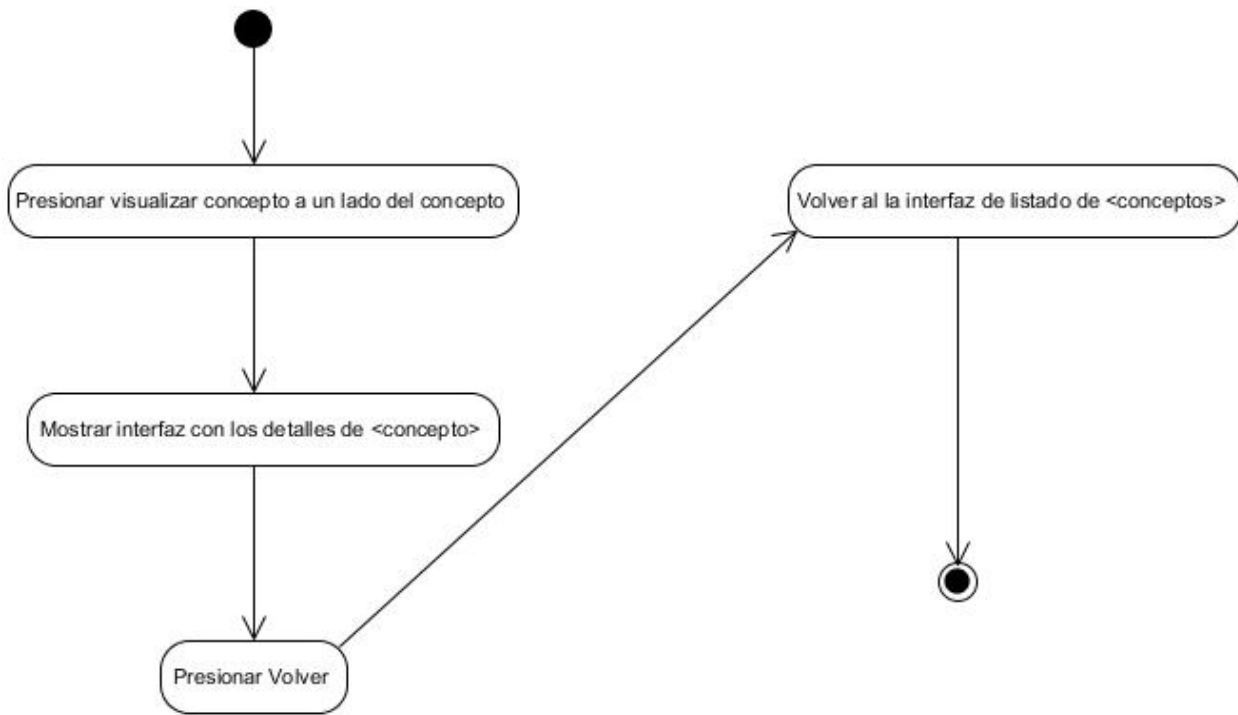 Presionar visualizar concepto a un lado del concepto
Mostrar interfaz con los detalles de <concepto>
Presionar Volver
Volver al la interfaz de listado de <conceptos>